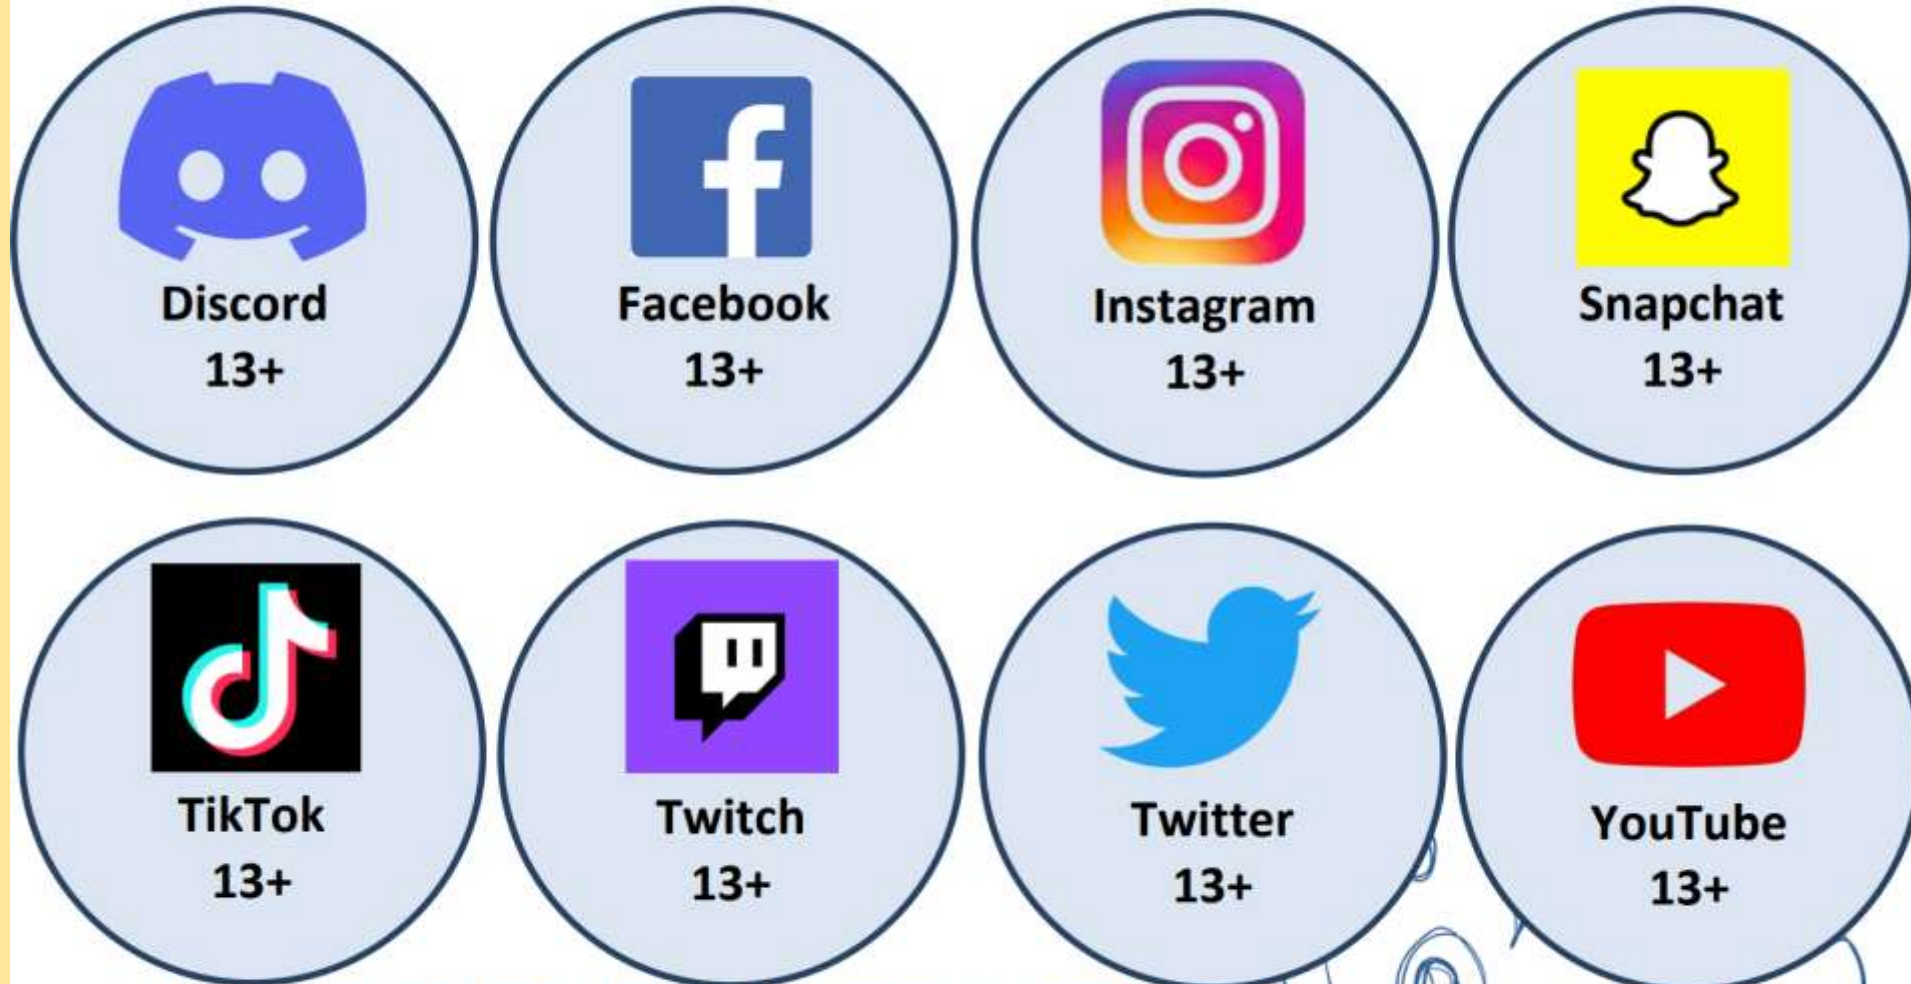 Discord
13+
Facebook
13+
Instagram
13+
Snapchat
13+
TikTok
13+
Twitch
13+
Twitter
13+
YouTube
13+